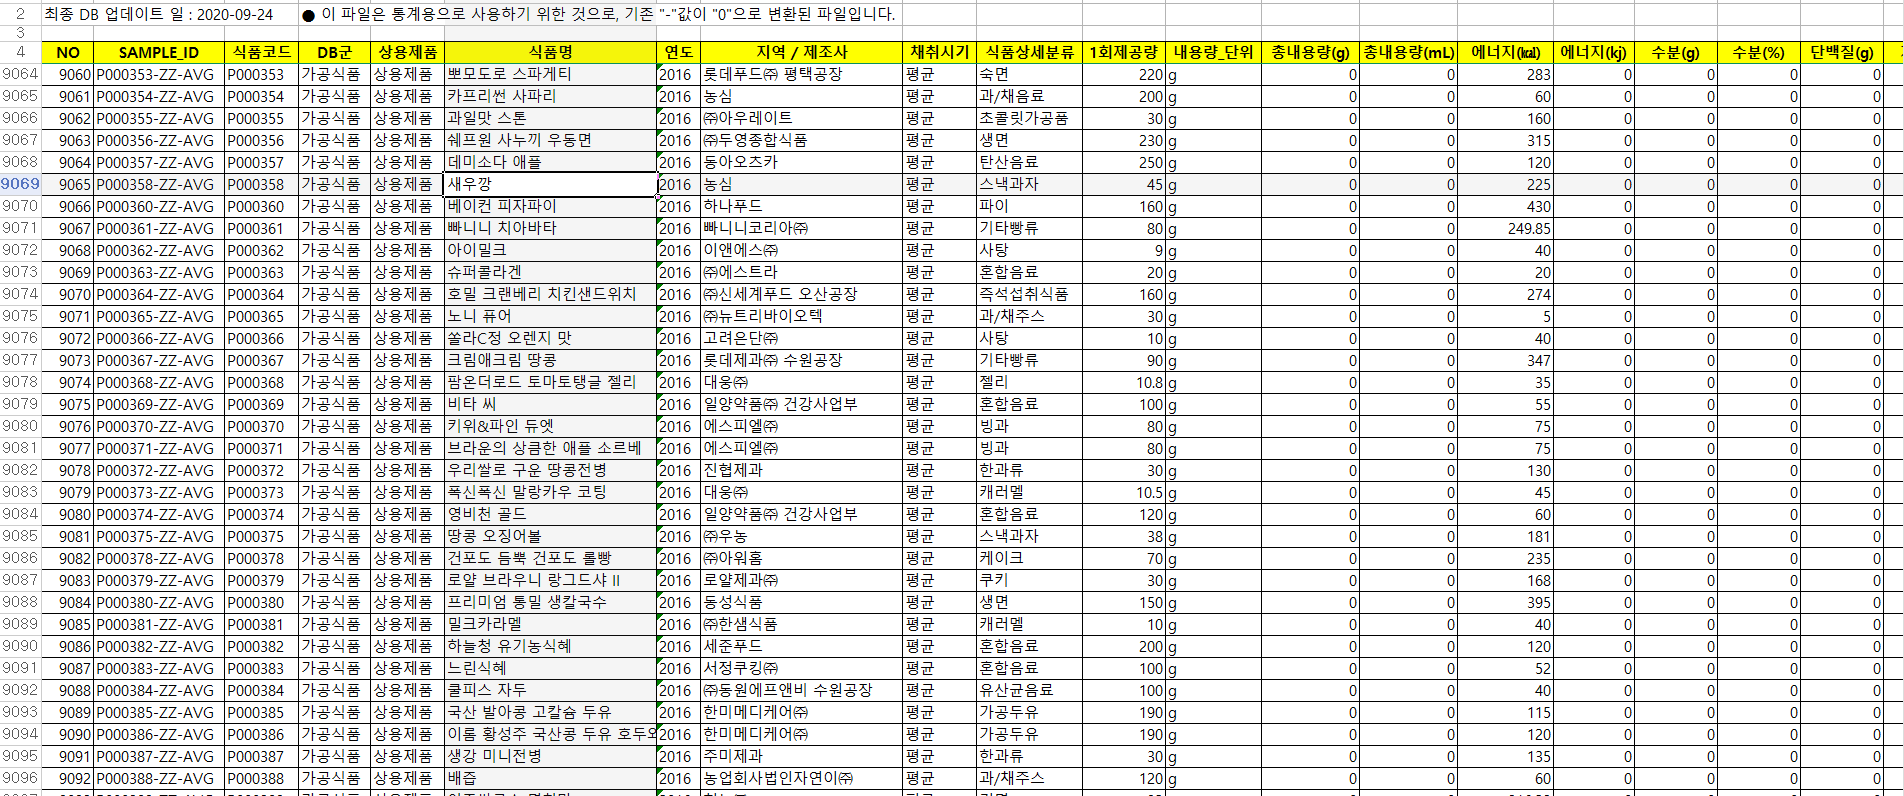 2 최종 DB 업데이트 일 : 2020-09-24 ● 이 파일은 통계용으로 사용하기 위한 것으로, 기존 "-"값이 "0"으로 변환된 파일입니다.
3
4 NO SAMPLE_ID 식품코드 DB군 상용제품 식품명 연도 지역 / 제조사 채취시기 식품상세분류 1회제공량 내용량_단위 총내용량(g) 총내용량(mL) 에너지(㎉) 에너지(kj) 수분(g) 수분(%) 단백질(g)
9064 9060 P000353-ZZ-AVG P000353 가공식품 상용제품 뽀모도로 스파게티 2016 롯데푸드㈜ 평택공장 평균 숙면 220 g 0 0 283 0 0 0 0
9065 9061 P000354-ZZ-AVG P000354 가공식품 상용제품 카프리썬 사파리 2016 농심 평균 과/채음료 200 g 0 0 60 0 0 0 0
9066 9062 P000355-ZZ-AVG P000355 가공식품 상용제품 과일맛 스톤 2016 ㈜아우레이트 평균 초콜릿가공품 30 g 0 0 160 0 0 0 0
9067 9063 P000356-ZZ-AVG P000356 가공식품 상용제품 쉐프원 사누끼 우동면 2016 ㈜두영종합식품 평균 생면 230 g 0 0 315 0 0 0 0
9068 9064 P000357-ZZ-AVG P000357 가공식품 상용제품 데미소다 애플 2016 동아오츠카 평균 탄산음료 250 g 0 0 120 0 0 0 0
9069 9065 P000358-ZZ-AVG P000358 가공식품 상용제품 새우깡 2016 농심 평균 스낵과자 45 g 0 0 225 0 0 0 0
9070 9066 P000360-ZZ-AVG P000360 가공식품 상용제품 베이컨 피자파이 2016 하나푸드 평균 파이 160 g 0 0 430 0 0 0 0
9071 9067 P000361-ZZ-AVG P000361 가공식품 상용제품 빠니니 치아바타 2016 빠니니코리아㈜ 평균 기타빵류 80 g 0 0 249.85 0 0 0 0
9072 9068 P000362-ZZ-AVG P000362 가공식품 상용제품 아이밀크 2016 이앤에스㈜ 평균 사탕 9 g 0 0 40 0 0 0 0
9073 9069 P000363-ZZ-AVG P000363 가공식품 상용제품 슈퍼콜라겐 2016 ㈜에스트라 평균 혼합음료 20 g 0 0 20 0 0 0 0
9074 9070 P000364-ZZ-AVG P000364 가공식품 상용제품 호밀 크랜베리 치킨샌드위치 2016 ㈜신세계푸드 오산공장 평균 즉석섭취식품 160 g 0 0 274 0 0 0 0
9075 9071 P000365-ZZ-AVG P000365 가공식품 상용제품 노니 퓨어 2016 ㈜뉴트리바이오텍 평균 과/채주스 30 g 0 0 5 0 0 0 0
9076 9072 P000366-ZZ-AVG P000366 가공식품 상용제품 쏠라C정 오렌지 맛 2016 고려은단㈜ 평균 사탕 10 g 0 0 40 0 0 0 0
9077 9073 P000367-ZZ-AVG P000367 가공식품 상용제품 크림애크림 땅콩 2016 롯데제과㈜ 수원공장 평균 기타빵류 90 g 0 0 347 0 0 0 0
9078 9074 P000368-ZZ-AVG P000368 가공식품 상용제품 팜온더로드 토마토탱글 젤리 2016 대웅㈜ 평균 젤리 10.8 g 0 0 35 0 0 0 0
9079 9075 P000369-ZZ-AVG P000369 가공식품 상용제품 비타 씨 2016 일양약품㈜ 건강사업부 평균 혼합음료 100 g 0 0 55 0 0 0 0
9080 9076 P000370-ZZ-AVG P000370 가공식품 상용제품 키위&파인 듀엣 2016 에스피엘㈜ 평균 빙과 80 g 0 0 75 0 0 0 0
9081 9077 P000371-ZZ-AVG P000371 가공식품 상용제품 브라운의 상큼한 애플 소르베 2016 에스피엘㈜ 평균 빙과 80 g 0 0 75 0 0 0 0
9082 9078 P000372-ZZ-AVG P000372 가공식품 상용제품 우리쌀로 구운 땅콩전병 2016 진협제과 평균 한과류 30 g 0 0 130 0 0 0 0
9083 9079 P000373-ZZ-AVG P000373 가공식품 상용제품 폭신폭신 말랑카우 코팅 2016 대웅㈜ 평균 캐러멜 10.5 g 0 0 45 0 0 0 0
9084 9080 P000374-ZZ-AVG P000374 가공식품 상용제품 영비천 골드 2016 일양약품㈜ 건강사업부 평균 혼합음료 120 g 0 0 60 0 0 0 0
9085 9081 P000375-ZZ-AVG P000375 가공식품 상용제품 땅콩 오징어볼 2016 ㈜우농 평균 스낵과자 38 g 0 0 181 0 0 0 0
9086 9082 P000378-ZZ-AVG P000378 가공식품 상용제품 건포도 듬뿍 건포도 롤빵 2016 ㈜아워홈 평균 케이크 70 g 0 0 235 0 0 0 0
9087 9083 P000379-ZZ-AVG P000379 가공식품 상용제품 로얄 브라우니 랑그드샤 II 2016 로얄제과㈜ 평균 쿠키 30 g 0 0 168 0 0 0 0
9088 9084 P000380-ZZ-AVG P000380 가공식품 상용제품 프리미엄 통밀 생칼국수 2016 동성식품 평균 생면 150 g 0 0 395 0 0 0 0
9089 9085 P000381-ZZ-AVG P000381 가공식품 상용제품 밀크카라멜 2016 ㈜한샘식품 평균 캐러멜 10 g 0 0 40 0 0 0 0
9090 9086 P000382-ZZ-AVG P000382 가공식품 상용제품 하늘청 유기농식혜 2016 세준푸드 평균 혼합음료 200 g 0 0 120 0 0 0 0
9091 9087 P000383-ZZ-AVG P000383 가공식품 상용제품 느린식혜 2016 서정쿠킹㈜ 평균 혼합음료 100 g 0 0 52 0 0 0 0
9092 9088 P000384-ZZ-AVG P000384 가공식품 상용제품 쿨피스 자두 2016 ㈜동원에프앤비 수원공장 평균 유산균음료 100 g 0 0 40 0 0 0 0
9093 9089 P000385-ZZ-AVG P000385 가공식품 상용제품 국산 발아콩 고칼슘 두유 2016 한미메디케어㈜ 평균 가공두유 190 g 0 0 115 0 0 0 0
9094 9090 P000386-ZZ-AVG P000386 가공식품 상용제품 이롬 황성주 국산콩 두유 호두와 2016 한미메디케어㈜ 평균 가공두유 190 g 0 0 120 0 0 0 0
9095 9091 P000387-ZZ-AVG P000387 가공식품 상용제품 생강 미니전병 2016 주미제과 평균 한과류 30 g 0 0 135 0 0 0 0
9096 9092 P000388-ZZ-AVG P000388 가공식품 상용제품 배즙 2016 농업회사법인자연이㈜ 평균 과/채주스 120 g 0 0 60 0 0 0 0